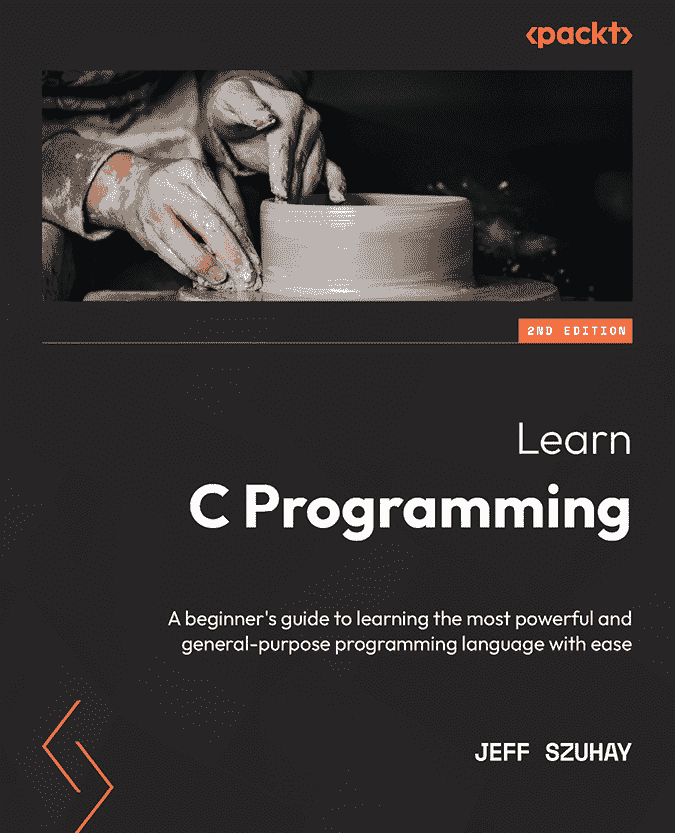 <packt>
2ND EDITION
Learn
C Programming
A beginner's guide to learning the most powerful and
general-purpose programming language with ease
JEFF SZUHAY